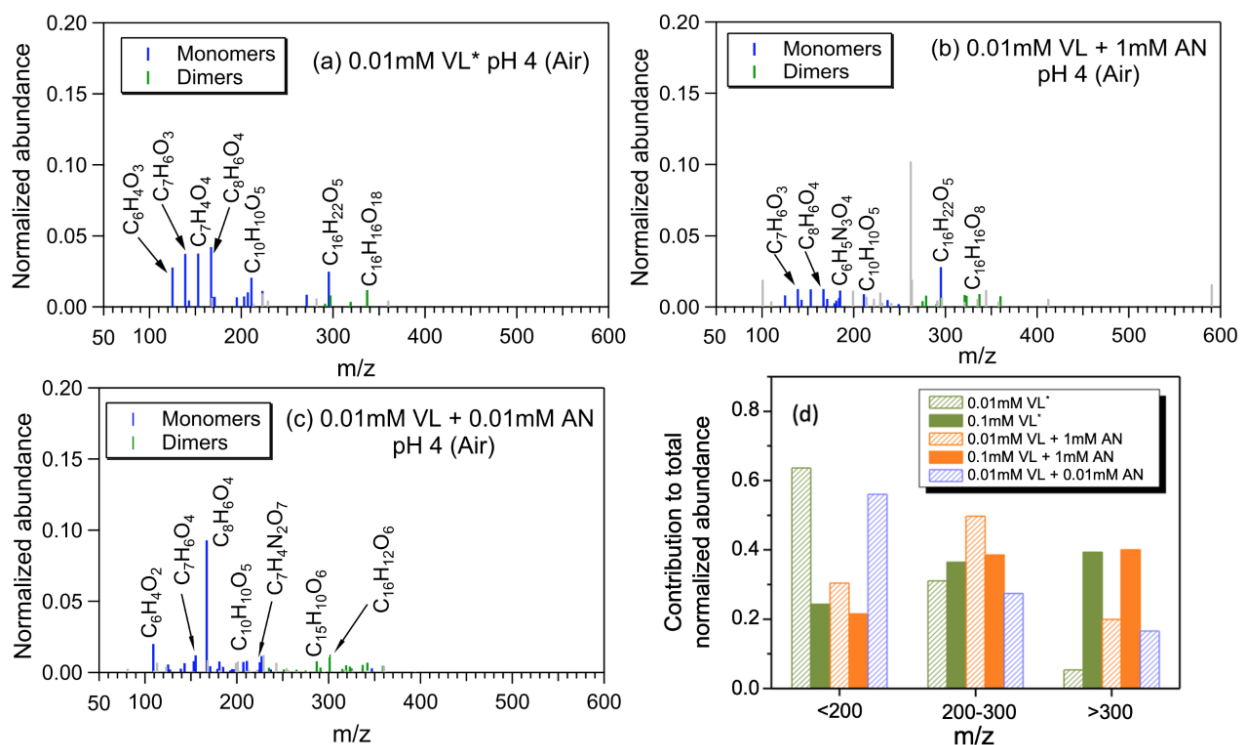 0.20
0.15
0.10
0.05
0.00
Normalized abundance
Monomers
Dimers
(a) 0.01mM VL* pH 4 (Air)
C₆H₄O₃
C₇H₆O₃
C₇H₄O₄
C₈H₆O₄
C₁₀H₁₀O₅
C₁₆H₂₂O₅
C₁₆H₁₆O₁₈
50 100 200 300 400 500 600
m/z
0.20
0.15
0.10
0.05
0.00
Normalized abundance
Monomers
Dimers
(b) 0.01mM VL + 1mM AN
pH 4 (Air)
C₇H₆O₃
C₈H₆O₄
C₆H₅N₃O₄
C₁₀H₁₀O₅
C₁₆H₂₂O₅
C₁₆H₁₆O₈
50 100 200 300 400 500 600
m/z
0.20
0.15
0.10
0.05
0.00
Normalized abundance
Monomers
Dimers
(c) 0.01mM VL + 0.01mM AN
pH 4 (Air)
C₆H₄O₂
C₇H₆O₄
C₈H₆O₄
C₁₀H₁₀O₅
C₇H₄N₂O₇
C₁₅H₁₀O₆
C₁₆H₁₂O₆
50 100 200 300 400 500 600
m/z
0.8
0.6
0.4
0.2
0.0
Contribution to total
normalized abundance
(d)
0.01mM VL*
0.1mM VL*
0.01mM VL + 1mM AN
0.1mM VL + 1mM AN
0.01mM VL + 0.01mM AN
<200 200-300 >300
m/z